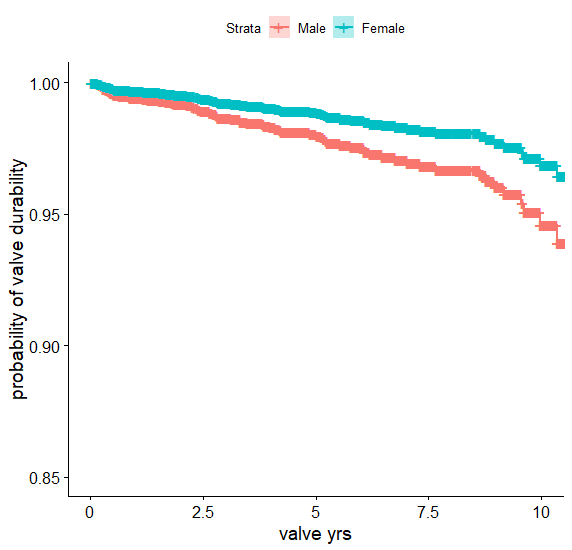 Strata Male Female
1.00
0.95
0.90
0.85
probability of valve durability
0 2.5 5 7.5 10
valve yrs